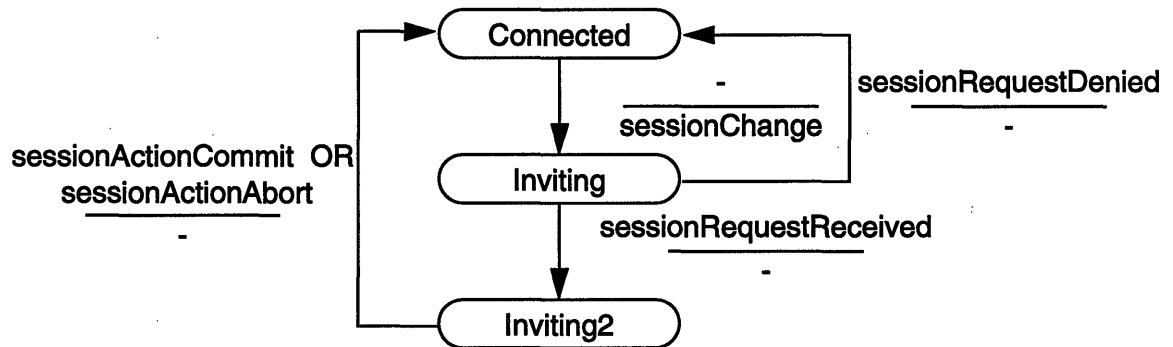 Connected
-
sessionChange
sessionRequestDenied
-
sessionActionCommit OR
sessionActionAbort
-
Inviting
sessionRequestReceived
-
Inviting2